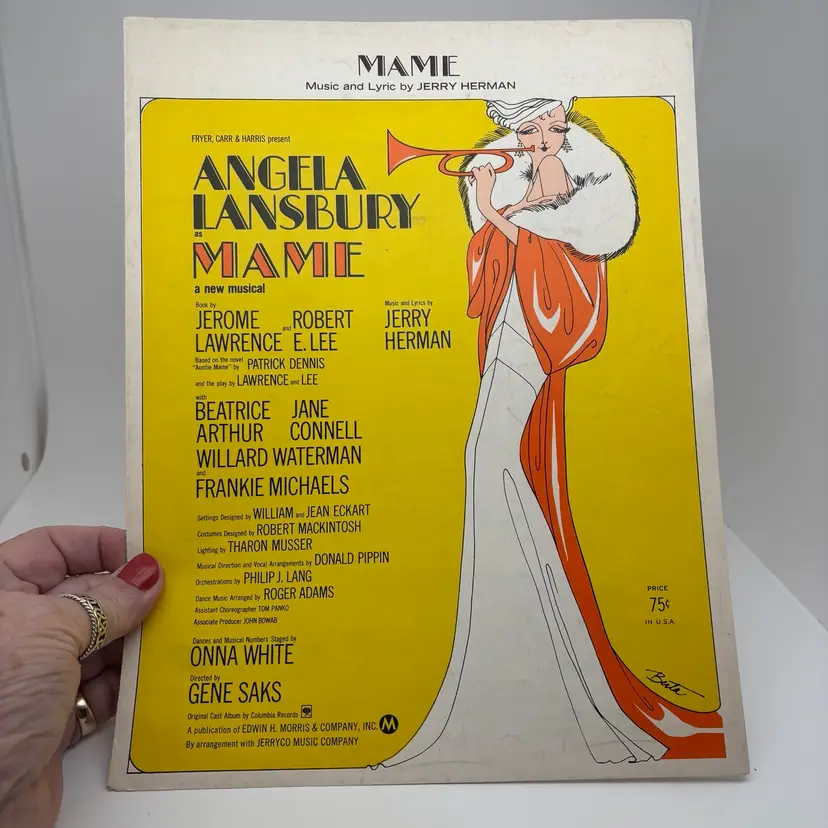 MAME
Music and Lyric by JERRY HERMAN
FRYER, CARR & HARRIS present
ANGELA
LANSBURY
as
MAME
a new musical
Book by
JEROME and ROBERT
LAWRENCE E. LEE
Music and Lyrics by
JERRY
HERMAN
Based on the novel
"Auntie Mame" by PATRICK DENNIS
and the play by LAWRENCE and LEE
with
BEATRICE JANE
ARTHUR CONNELL
WILLARD WATERMAN
and
FRANKIE MICHAELS
Settings Designed by WILLIAM and JEAN ECKART
Costumes Designed by ROBERT MACKINTOSH
Lighting by THARON MUSSER
Musical Direction and Vocal Arrangements by DONALD PIPPIN
Orchestrations by PHILIP J. LANG
Dance Music Arranged by ROGER ADAMS
Assistant Choreographer TOM PANKO
Associate Producer JOHN BOWAB
Dances and Musical Numbers Staged by
ONNA WHITE
Directed by
GENE SAKS
Original Cast Album by Columbia Records
A publication of EDWIN H. MORRIS & COMPANY, INC. M
By arrangement with JERRYCO MUSIC COMPANY
PRICE
75¢
IN U.S.A.
Berta